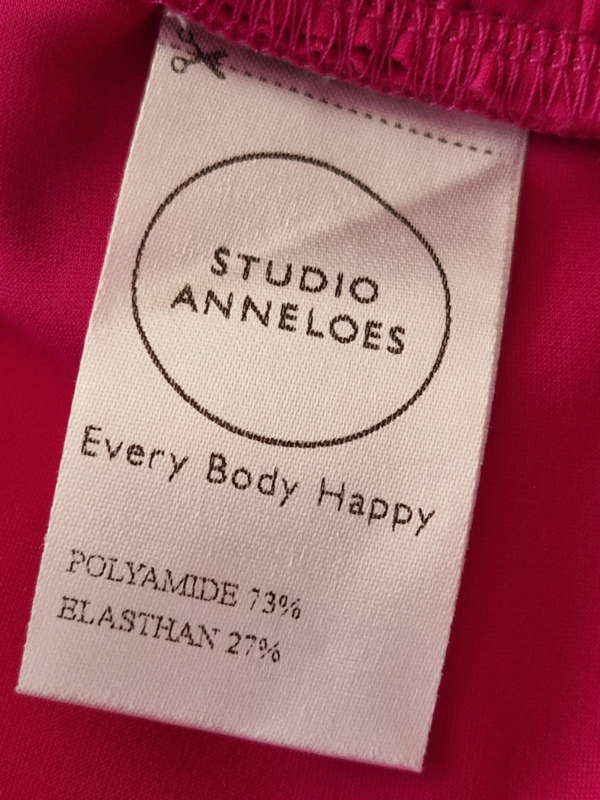 STUDIO
ANNELOES
Every Body Happy
POLYAMIDE 73%
ELASTHAN 27%